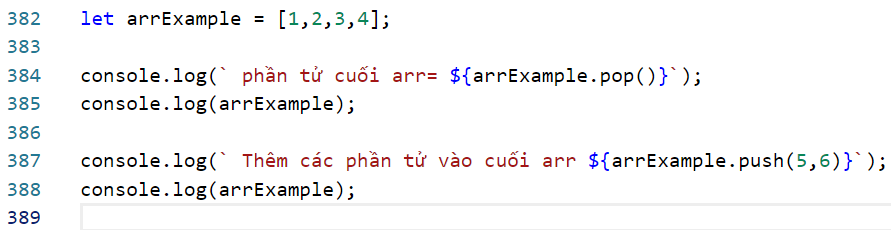 382 let arrExample = [1,2,3,4];
383
384 console.log(` phần tử cuối arr= ${arrExample.pop()}`);
385 console.log(arrExample);
386
387 console.log(` Thêm các phần tử vào cuối arr ${arrExample.push(5,6)}`);
388 console.log(arrExample);
389